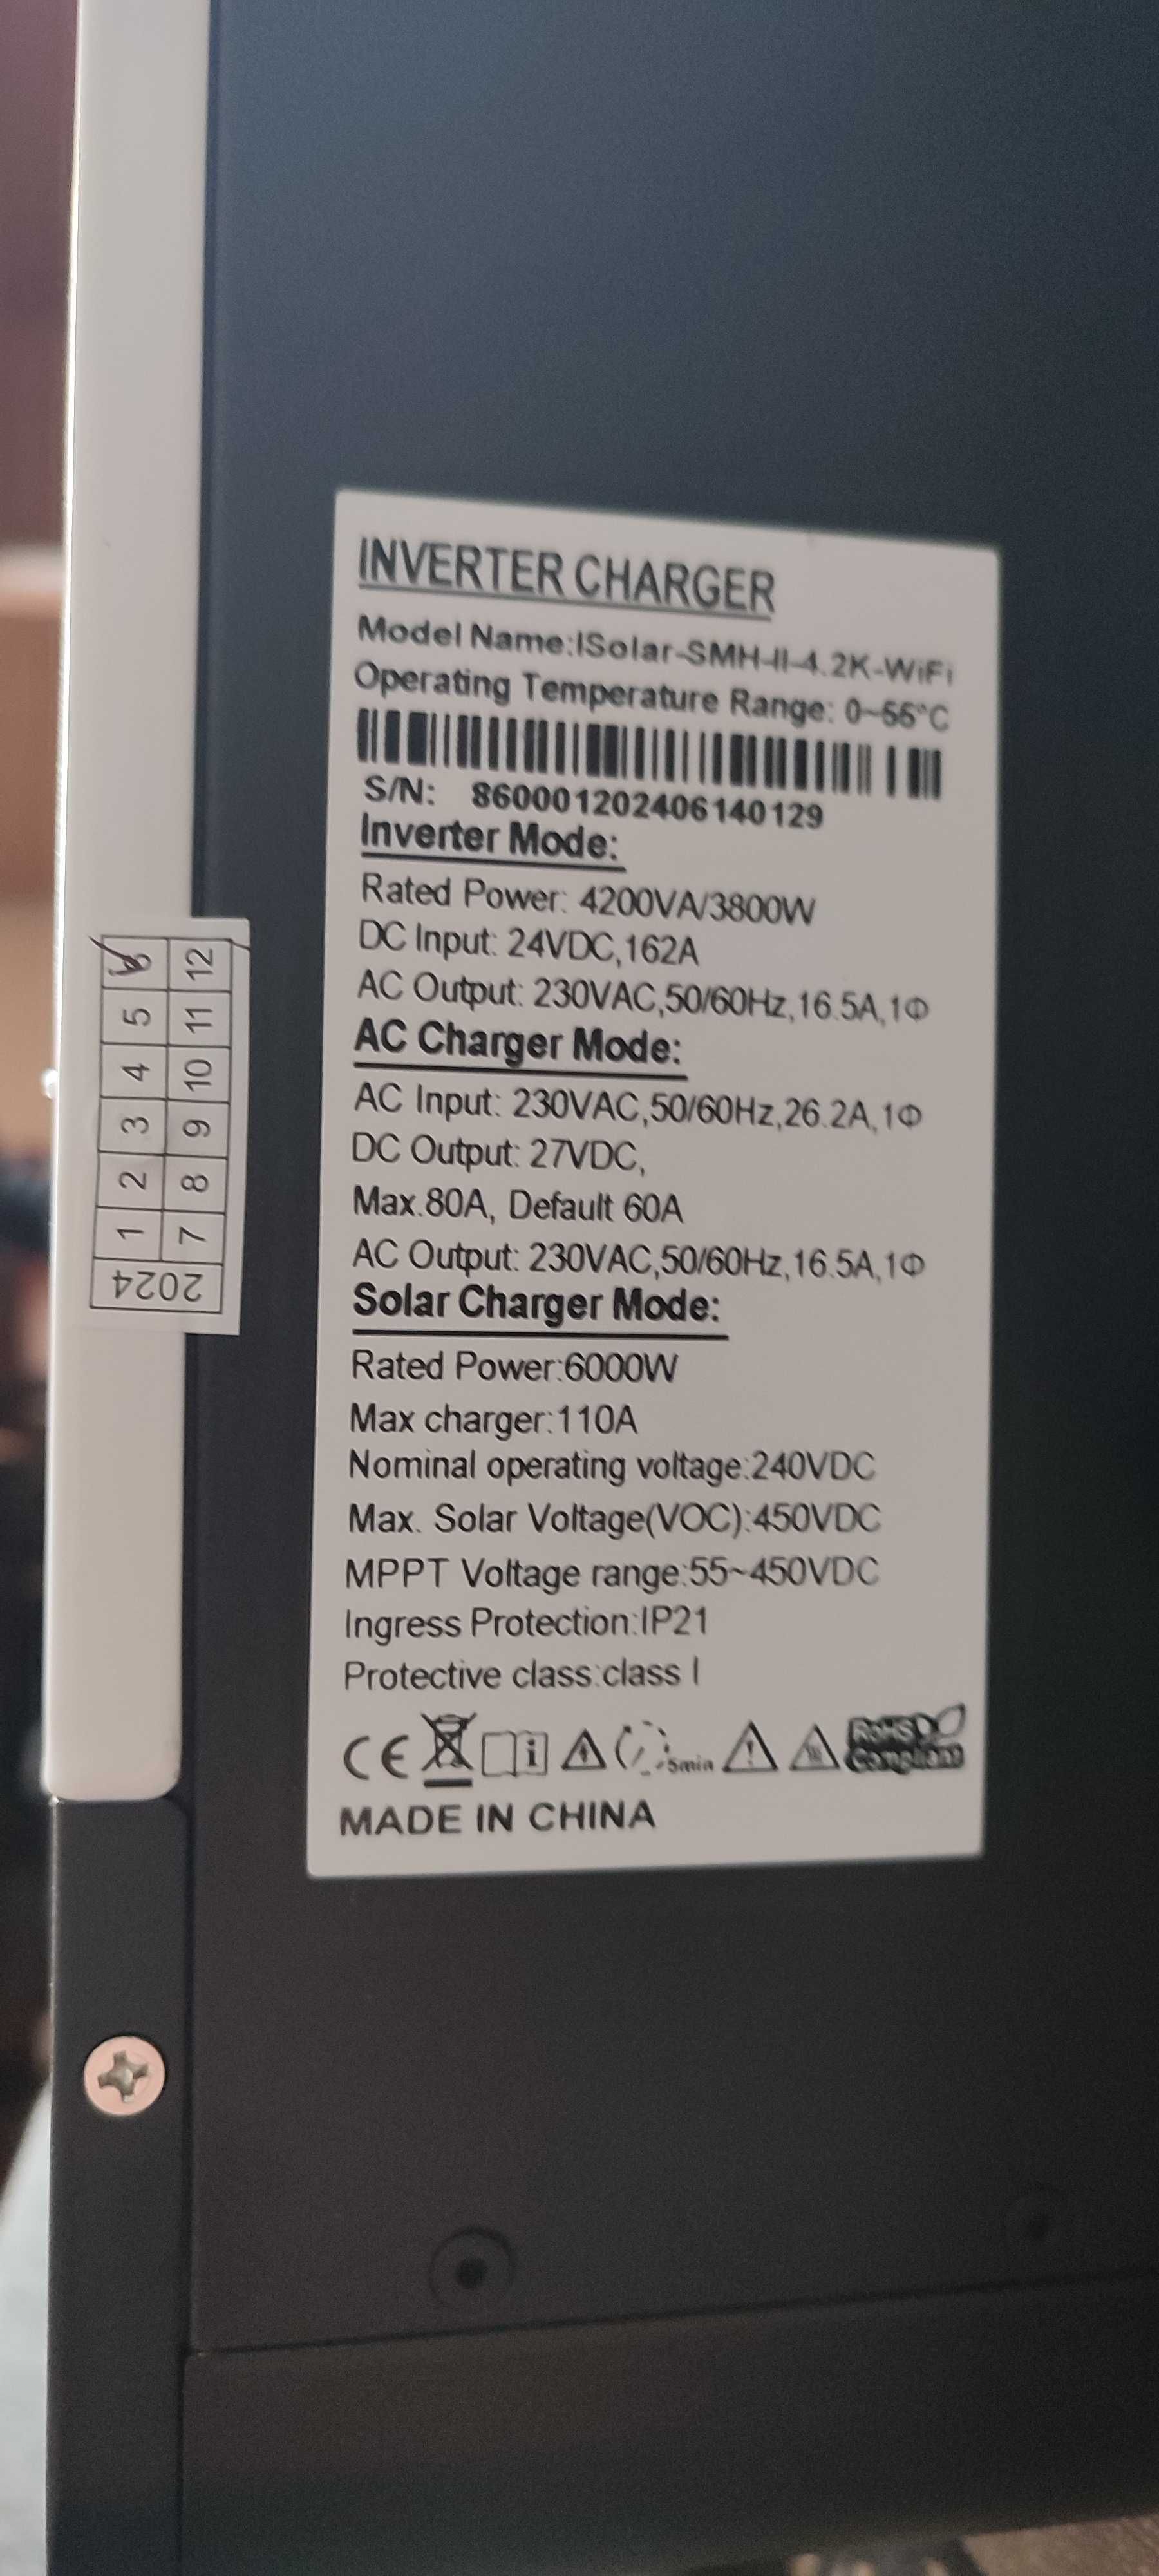 INVERTER CHARGER
Model Name:ISolar-SMH-II-4.2K-WiFi
Operating Temperature Range: 0~55°C
S/N: 860001202406140129
Inverter Mode:
Rated Power: 4200VA/3800W
DC Input: 24VDC,162A
AC Output: 230VAC,50/60Hz,16.5A,1Φ
AC Charger Mode:
AC Input: 230VAC,50/60Hz,26.2A,1Φ
DC Output: 27VDC,
Max.80A, Default 60A
AC Output: 230VAC,50/60Hz,16.5A,1Φ
Solar Charger Mode:
Rated Power:6000W
Max charger:110A
Nominal operating voltage:240VDC
Max. Solar Voltage(VOC):450VDC
MPPT Voltage range:55~450VDC
Ingress Protection:IP21
Protective class:class I
CE i 5min RoHS
Compliant
MADE IN CHINA
2024
1 2 3 4 5 6
7 8 9 10 11 12